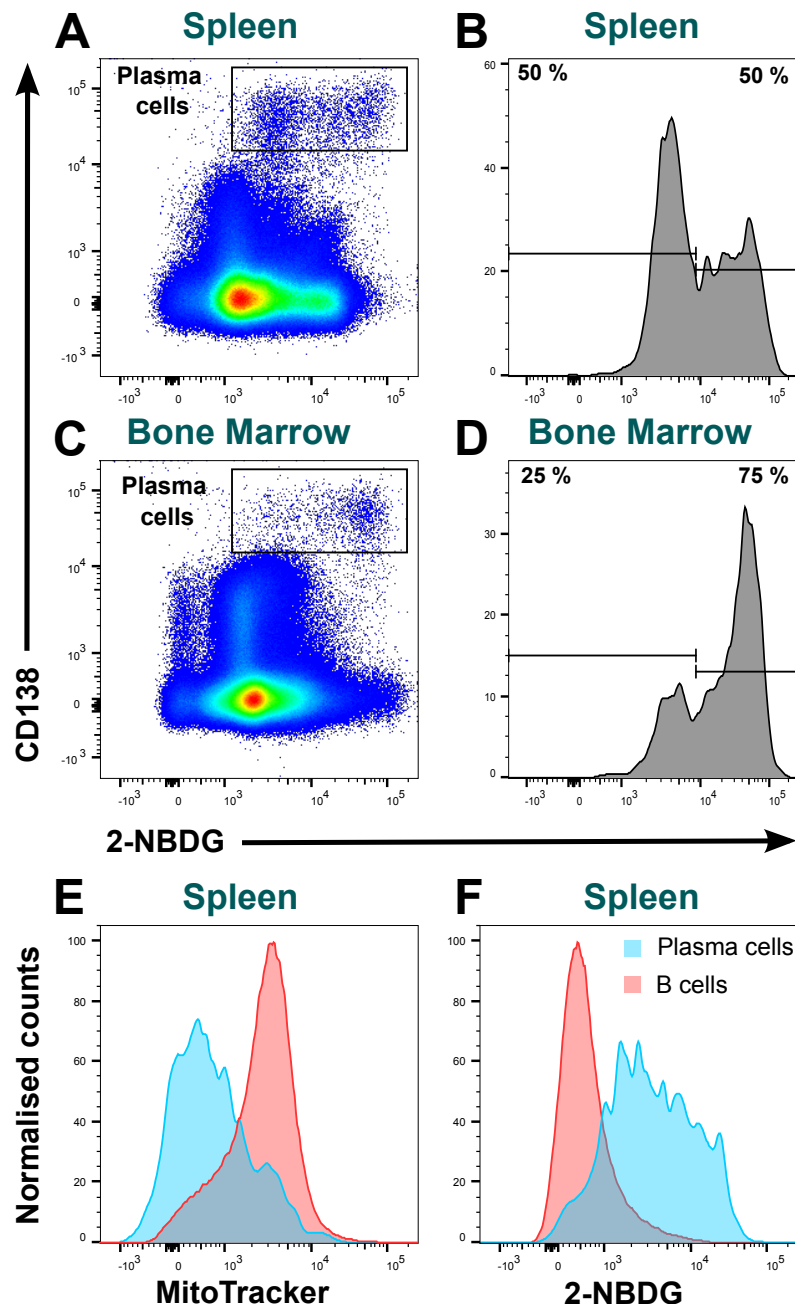 A Spleen
B Spleen
Plasma
cells
10^5
10^4
10^3
0
-10^3
-10^3 0 10^3 10^4 10^5
50 % 50 %
60
40
20
0
-10^3 0 10^3 10^4 10^5
C Bone Marrow
D Bone Marrow
Plasma
cells
10^5
10^4
10^3
0
-10^3
-10^3 0 10^3 10^4 10^5
25 % 75 %
30
20
10
0
-10^3 0 10^3 10^4 10^5
CD138
2-NBDG
E Spleen
F Spleen
Normalised counts
100
80
60
40
20
0
-10^3 0 10^3 10^4 10^5
MitoTracker
Plasma cells
B cells
100
80
60
40
20
0
-10^3 0 10^3 10^4 10^5
2-NBDG